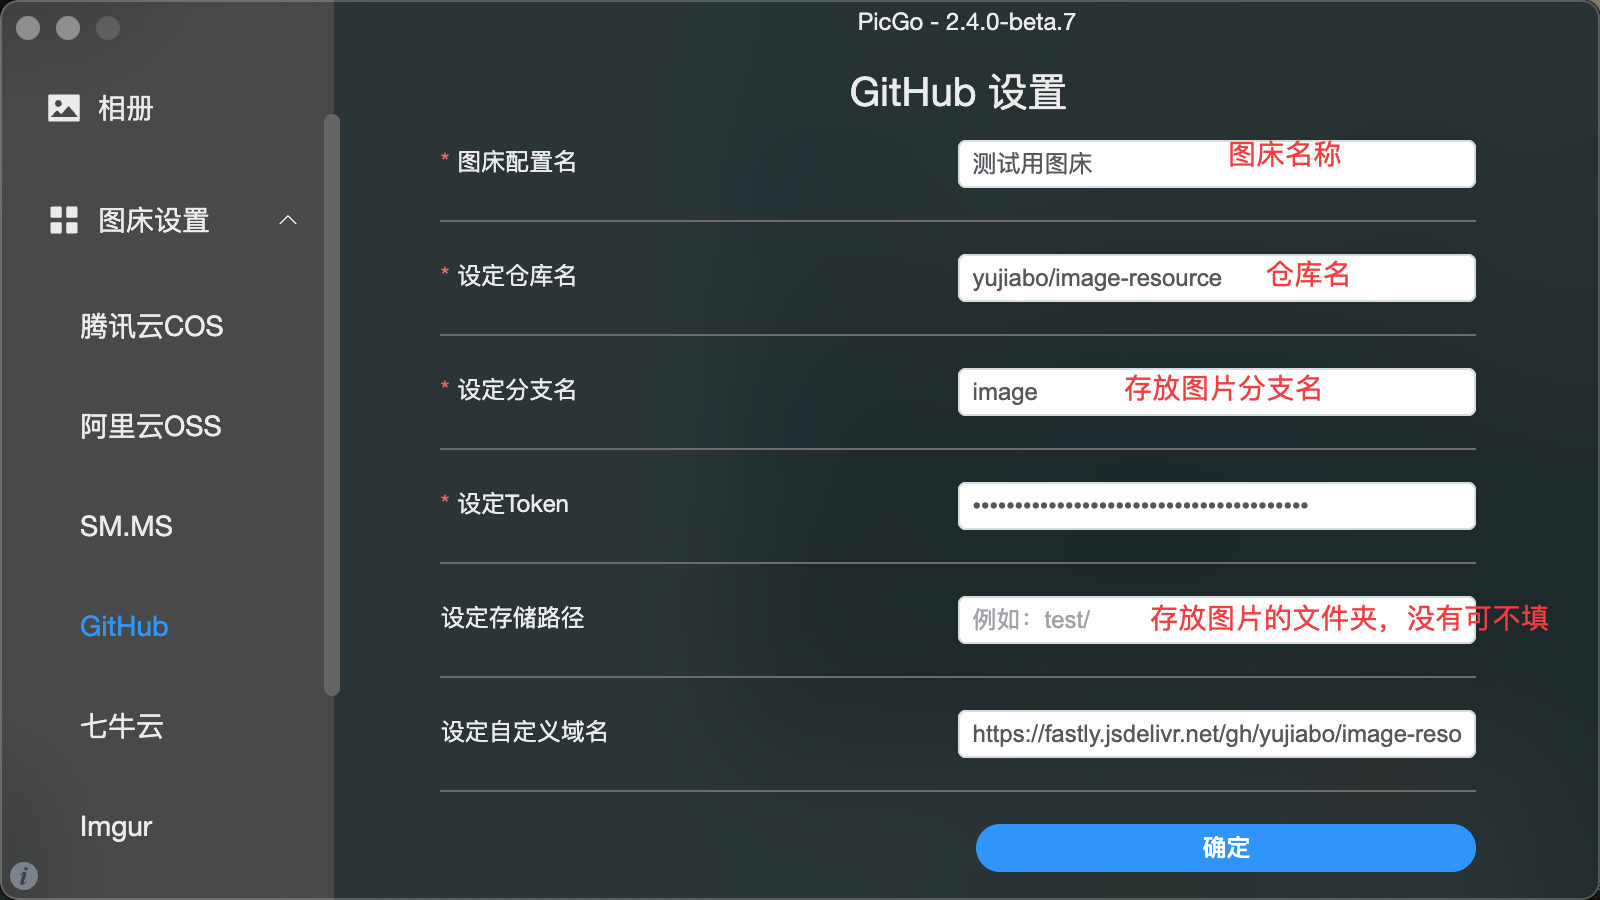 PicGo - 2.4.0-beta.7
相册
图床设置
腾讯云COS
阿里云OSS
SM.MS
GitHub
七牛云
Imgur
GitHub 设置
* 图床配置名
测试用图床 图床名称
* 设定仓库名
yujiabo/image-resource 仓库名
* 设定分支名
image 存放图片分支名
* 设定Token
设定存储路径
例如：test/ 存放图片的文件夹，没有可不填
设定自定义域名
https://fastly.jsdelivr.net/gh/yujiabo/image-reso
确定